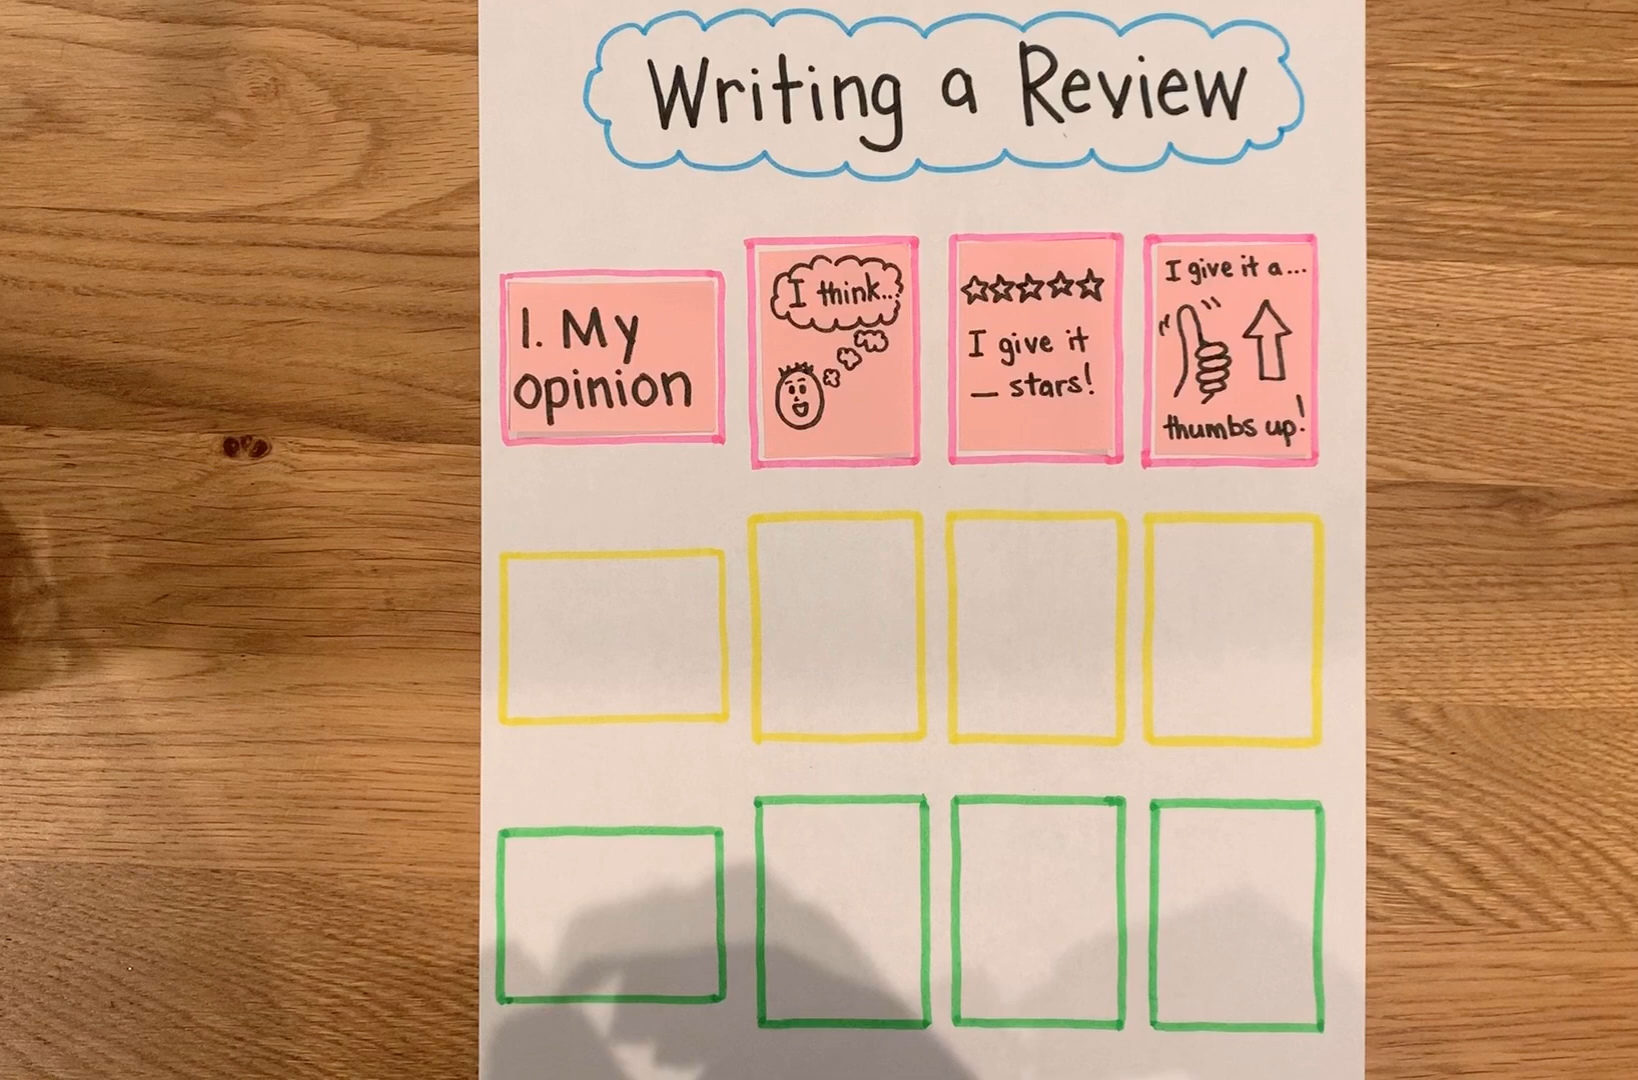 Writing a Review
1. My
opinion
I think...
I give it
_ stars!
I give it a...
thumbs up!